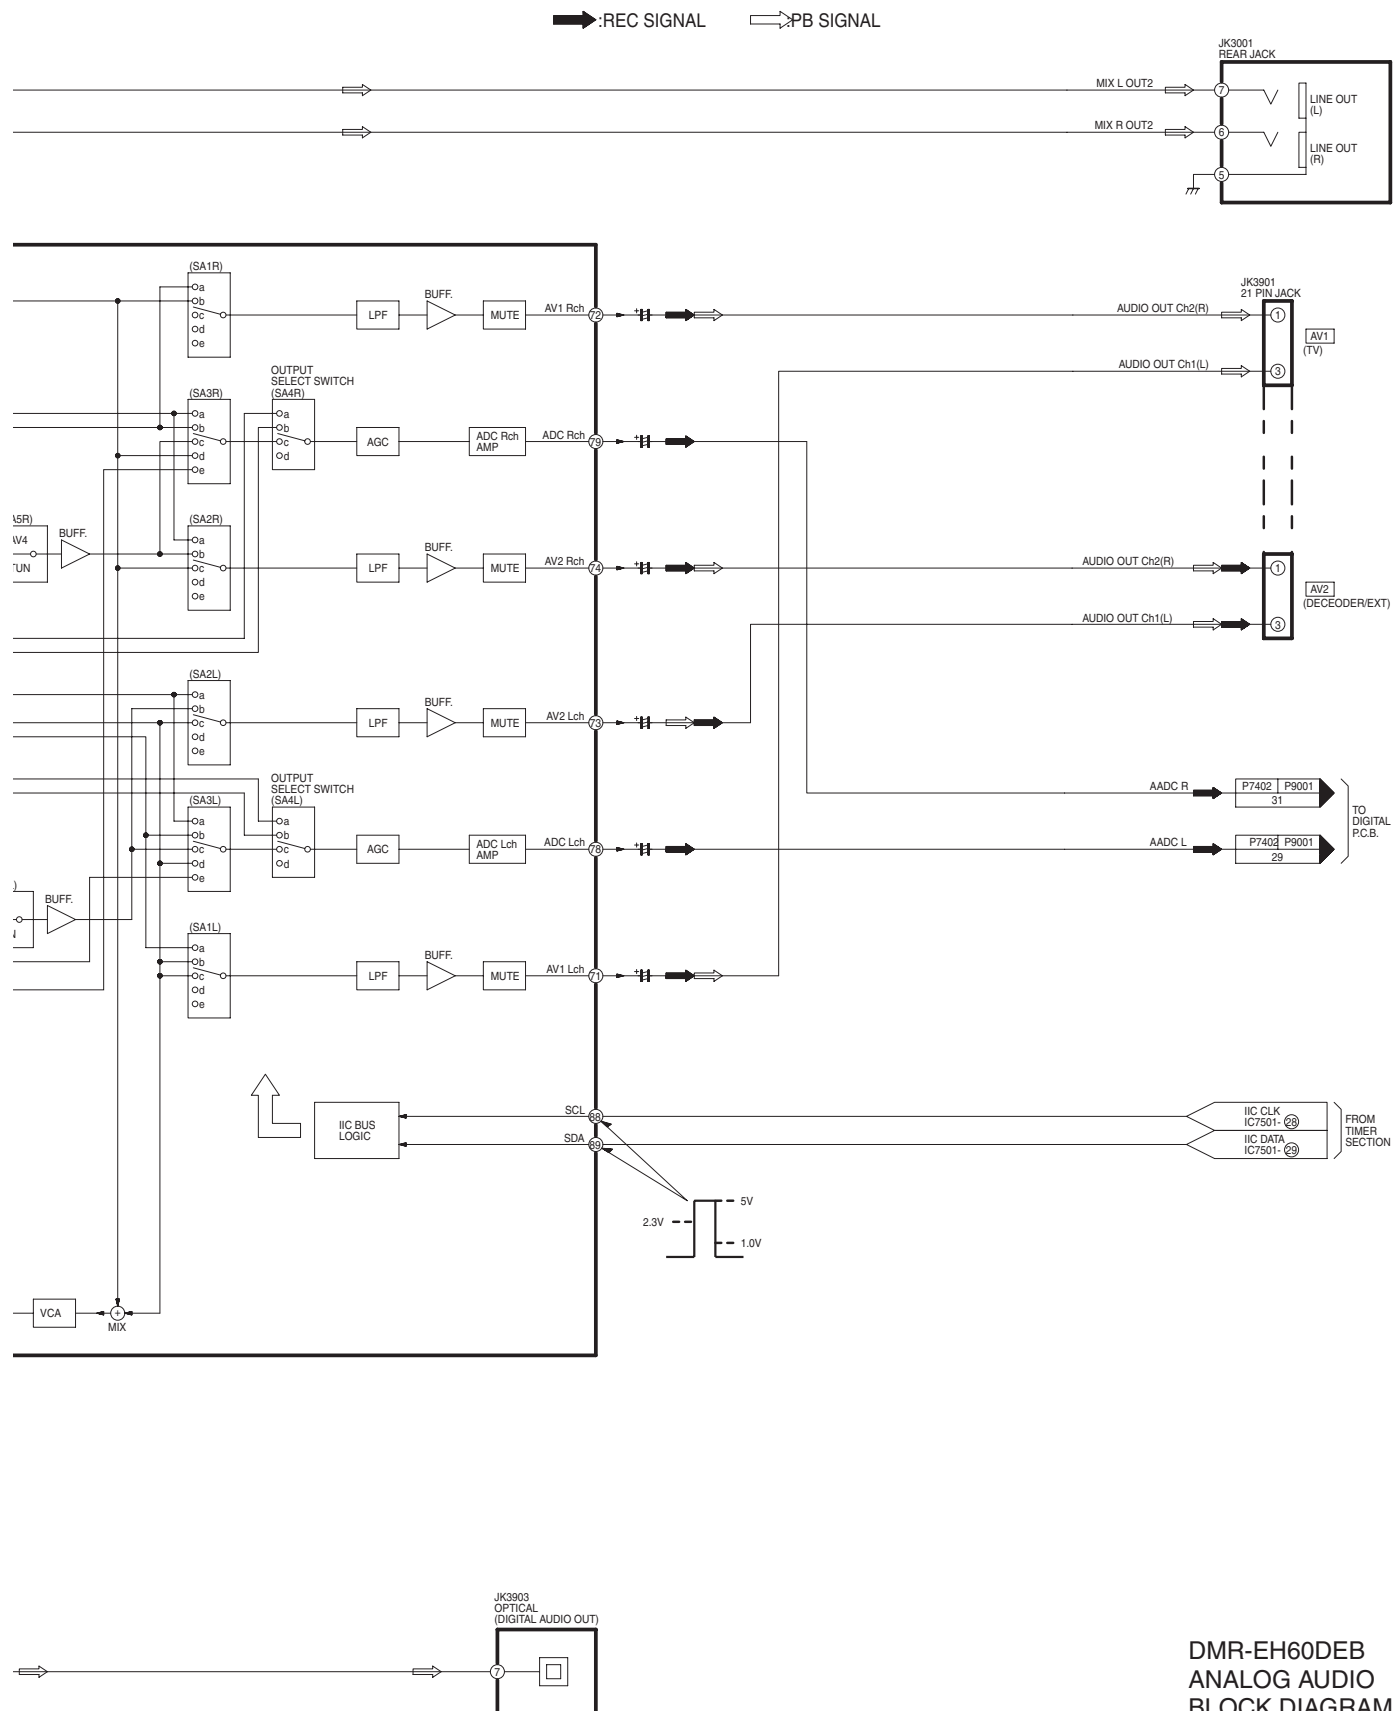 :REC SIGNAL
:PB SIGNAL
JK3001
REAR JACK
MIX L OUT2
7
LINE OUT
(L)
MIX R OUT2
6
LINE OUT
(R)
5
(SA1R)
a
b
c
d
e
LPF
BUFF.
MUTE
AV1 Rch
72
+
AUDIO OUT Ch2(R)
JK3901
21 PIN JACK
1
AV1
(TV)
AUDIO OUT Ch1(L)
3
(SA3R)
a
b
c
d
e
OUTPUT
SELECT SWITCH
(SA4R)
a
b
c
d
AGC
ADC Rch
AMP
ADC Rch
79
+
A5R)
AV4
TUN
BUFF.
(SA2R)
a
b
c
d
e
LPF
BUFF.
MUTE
AV2 Rch
74
+
AUDIO OUT Ch2(R)
1
AV2
(DECEODER/EXT)
AUDIO OUT Ch1(L)
3
(SA2L)
a
b
c
d
e
LPF
BUFF.
MUTE
AV2 Lch
73
+
OUTPUT
SELECT SWITCH
(SA4L)
a
b
c
d
(SA3L)
a
b
c
d
e
AGC
ADC Lch
AMP
ADC Lch
78
+
AADC R
P7402 P9001
31
AADC L
P7402 P9001
29
TO
DIGITAL
P.C.B.
)
BUFF.
(SA1L)
a
b
c
d
e
LPF
BUFF.
MUTE
AV1 Lch
71
+
IIC BUS
LOGIC
SCL
88
SDA
89
IIC CLK
IC7501- 28
IIC DATA
IC7501- 29
FROM
TIMER
SECTION
5V
2.3V
1.0V
VCA
+
MIX
JK3903
OPTICAL
(DIGITAL AUDIO OUT)
7
DMR-EH60DEB
ANALOG AUDIO
BLOCK DIAGRAM